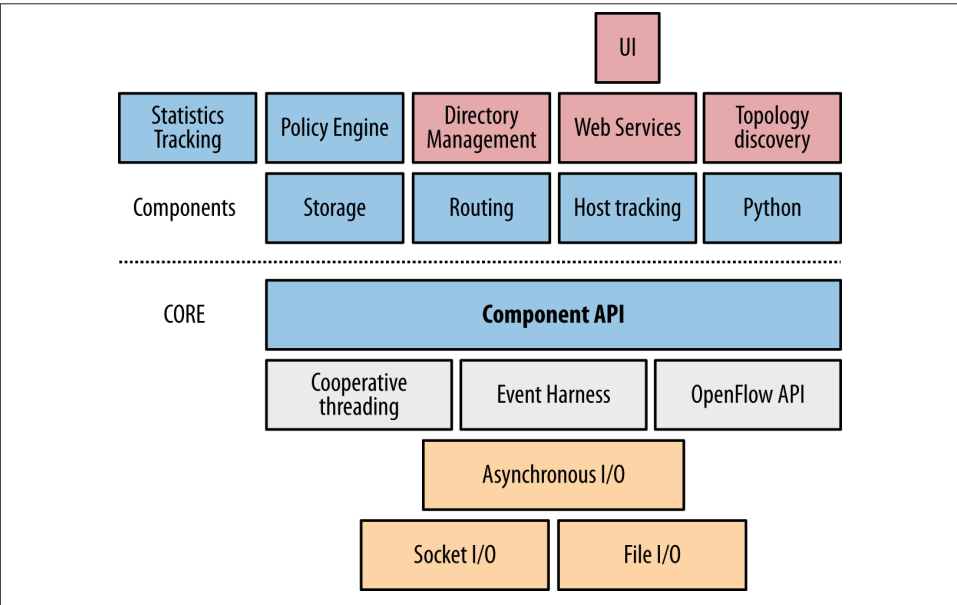 UI
Statistics
Tracking
Policy Engine
Directory
Management
Web Services
Topology
discovery
Components
Storage
Routing
Host tracking
Python
CORE
Component API
Cooperative
threading
Event Harness
OpenFlow API
Asynchronous I/O
Socket I/O
File I/O